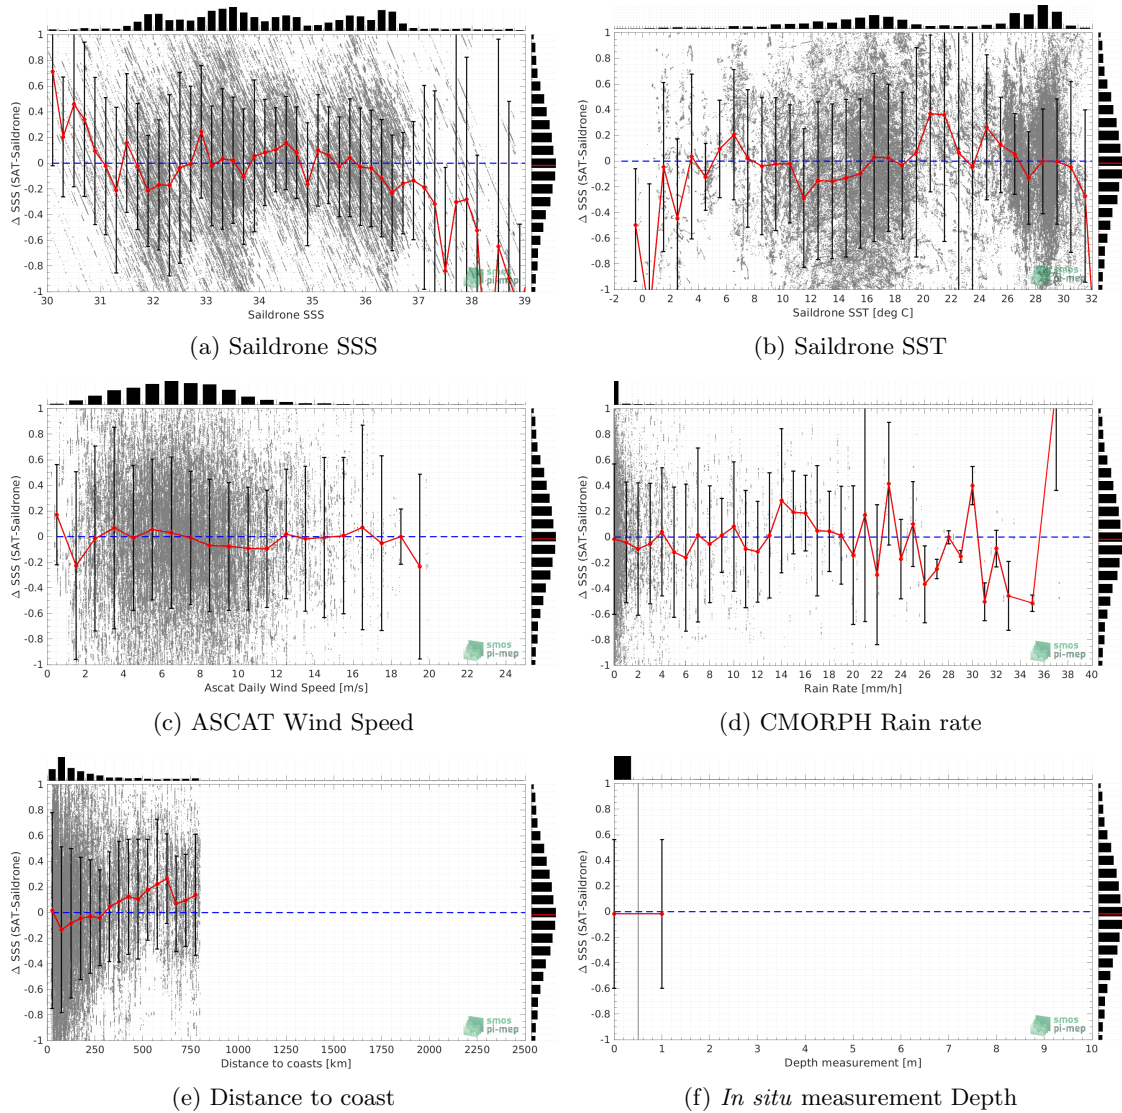 1
0.8
0.6
0.4
0.2
0
-0.2
-0.4
-0.6
-0.8
-1
Δ SSS (SAT-Saildrone)
30 31 32 33 34 35 36 37 38 39
Saildrone SSS
smos
pi-mep
(a) Saildrone SSS
1
0.8
0.6
0.4
0.2
0
-0.2
-0.4
-0.6
-0.8
-1
Δ SSS (SAT-Saildrone)
-2 0 2 4 6 8 10 12 14 16 18 20 22 24 26 28 30 32
Saildrone SST [deg C]
smos
pi-mep
(b) Saildrone SST
1
0.8
0.6
0.4
0.2
0
-0.2
-0.4
-0.6
-0.8
-1
Δ SSS (SAT-Saildrone)
0 2 4 6 8 10 12 14 16 18 20 22 24
Ascat Daily Wind Speed [m/s]
smos
pi-mep
(c) ASCAT Wind Speed
1
0.8
0.6
0.4
0.2
0
-0.2
-0.4
-0.6
-0.8
-1
Δ SSS (SAT-Saildrone)
0 2 4 6 8 10 12 14 16 18 20 22 24 26 28 30 32 34 36 38 40
Rain Rate [mm/h]
smos
pi-mep
(d) CMORPH Rain rate
1
0.8
0.6
0.4
0.2
0
-0.2
-0.4
-0.6
-0.8
-1
Δ SSS (SAT-Saildrone)
0 250 500 750 1000 1250 1500 1750 2000 2250 2500
Distance to coasts [km]
smos
pi-mep
(e) Distance to coast
1
0.8
0.6
0.4
0.2
0
-0.2
-0.4
-0.6
-0.8
-1
Δ SSS (SAT-Saildrone)
0 1 2 3 4 5 6 7 8 9 10
Depth measurement [m]
smos
pi-mep
(f) In situ measurement Depth